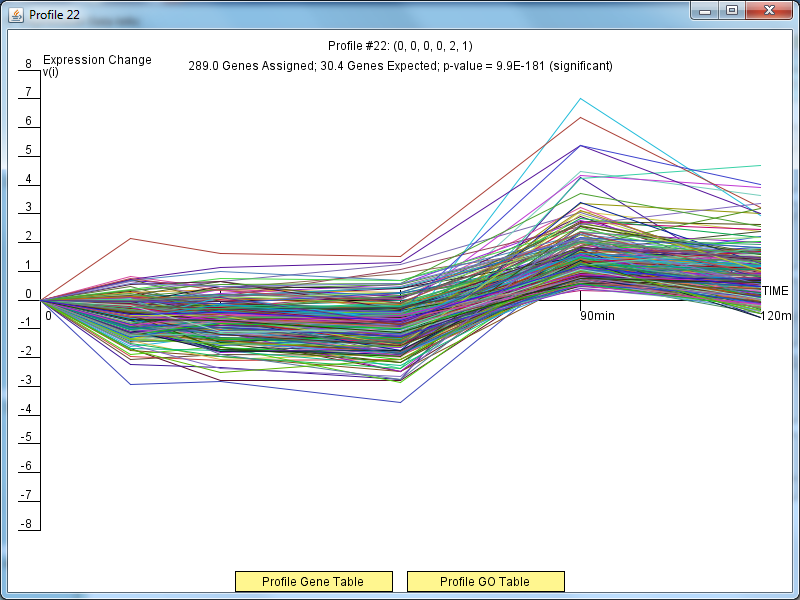 Profile 22
Profile #22: (0, 0, 0, 0, 2, 1)
289.0 Genes Assigned; 30.4 Genes Expected; p-value = 9.9E-181 (significant)
Expression Change
v(i)
8
7
6
5
4
3
2
1
0
-1
-2
-3
-4
-5
-6
-7
-8
TIME
0
90min
120m
Profile Gene Table
Profile GO Table